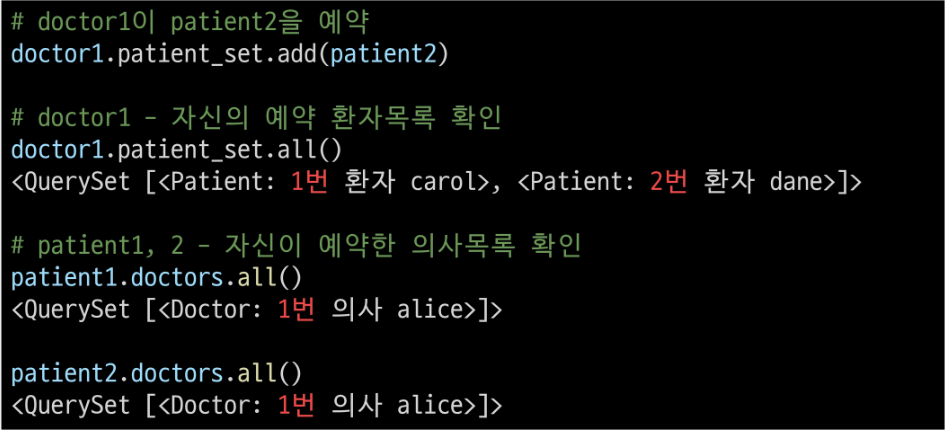 # doctor1이 patient2을 예약
doctor1.patient_set.add(patient2)
# doctor1 – 자신의 예약 환자목록 확인
doctor1.patient_set.all()
<QuerySet [<Patient: 1번 환자 carol>, <Patient: 2번 환자 dane>]>
# patient1, 2 – 자신이 예약한 의사목록 확인
patient1.doctors.all()
<QuerySet [<Doctor: 1번 의사 alice>]>
patient2.doctors.all()
<QuerySet [<Doctor: 1번 의사 alice>]>